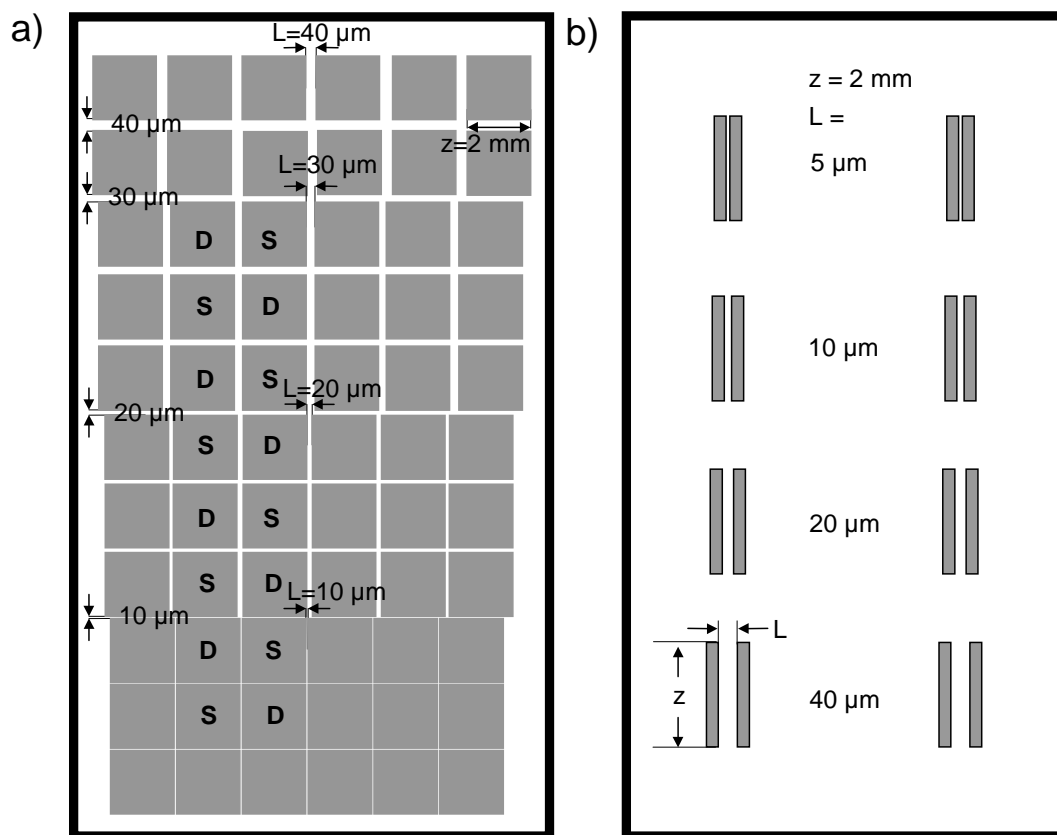 a)
L=40 µm
40 µm
z=2 mm
L=30 µm
30 µm
D S
S D
D S
L=20 µm
20 µm
S D
D S
S D
L=10 µm
10 µm
D S
S D
b)
z = 2 mm
L =
5 µm
10 µm
20 µm
L
z
40 µm